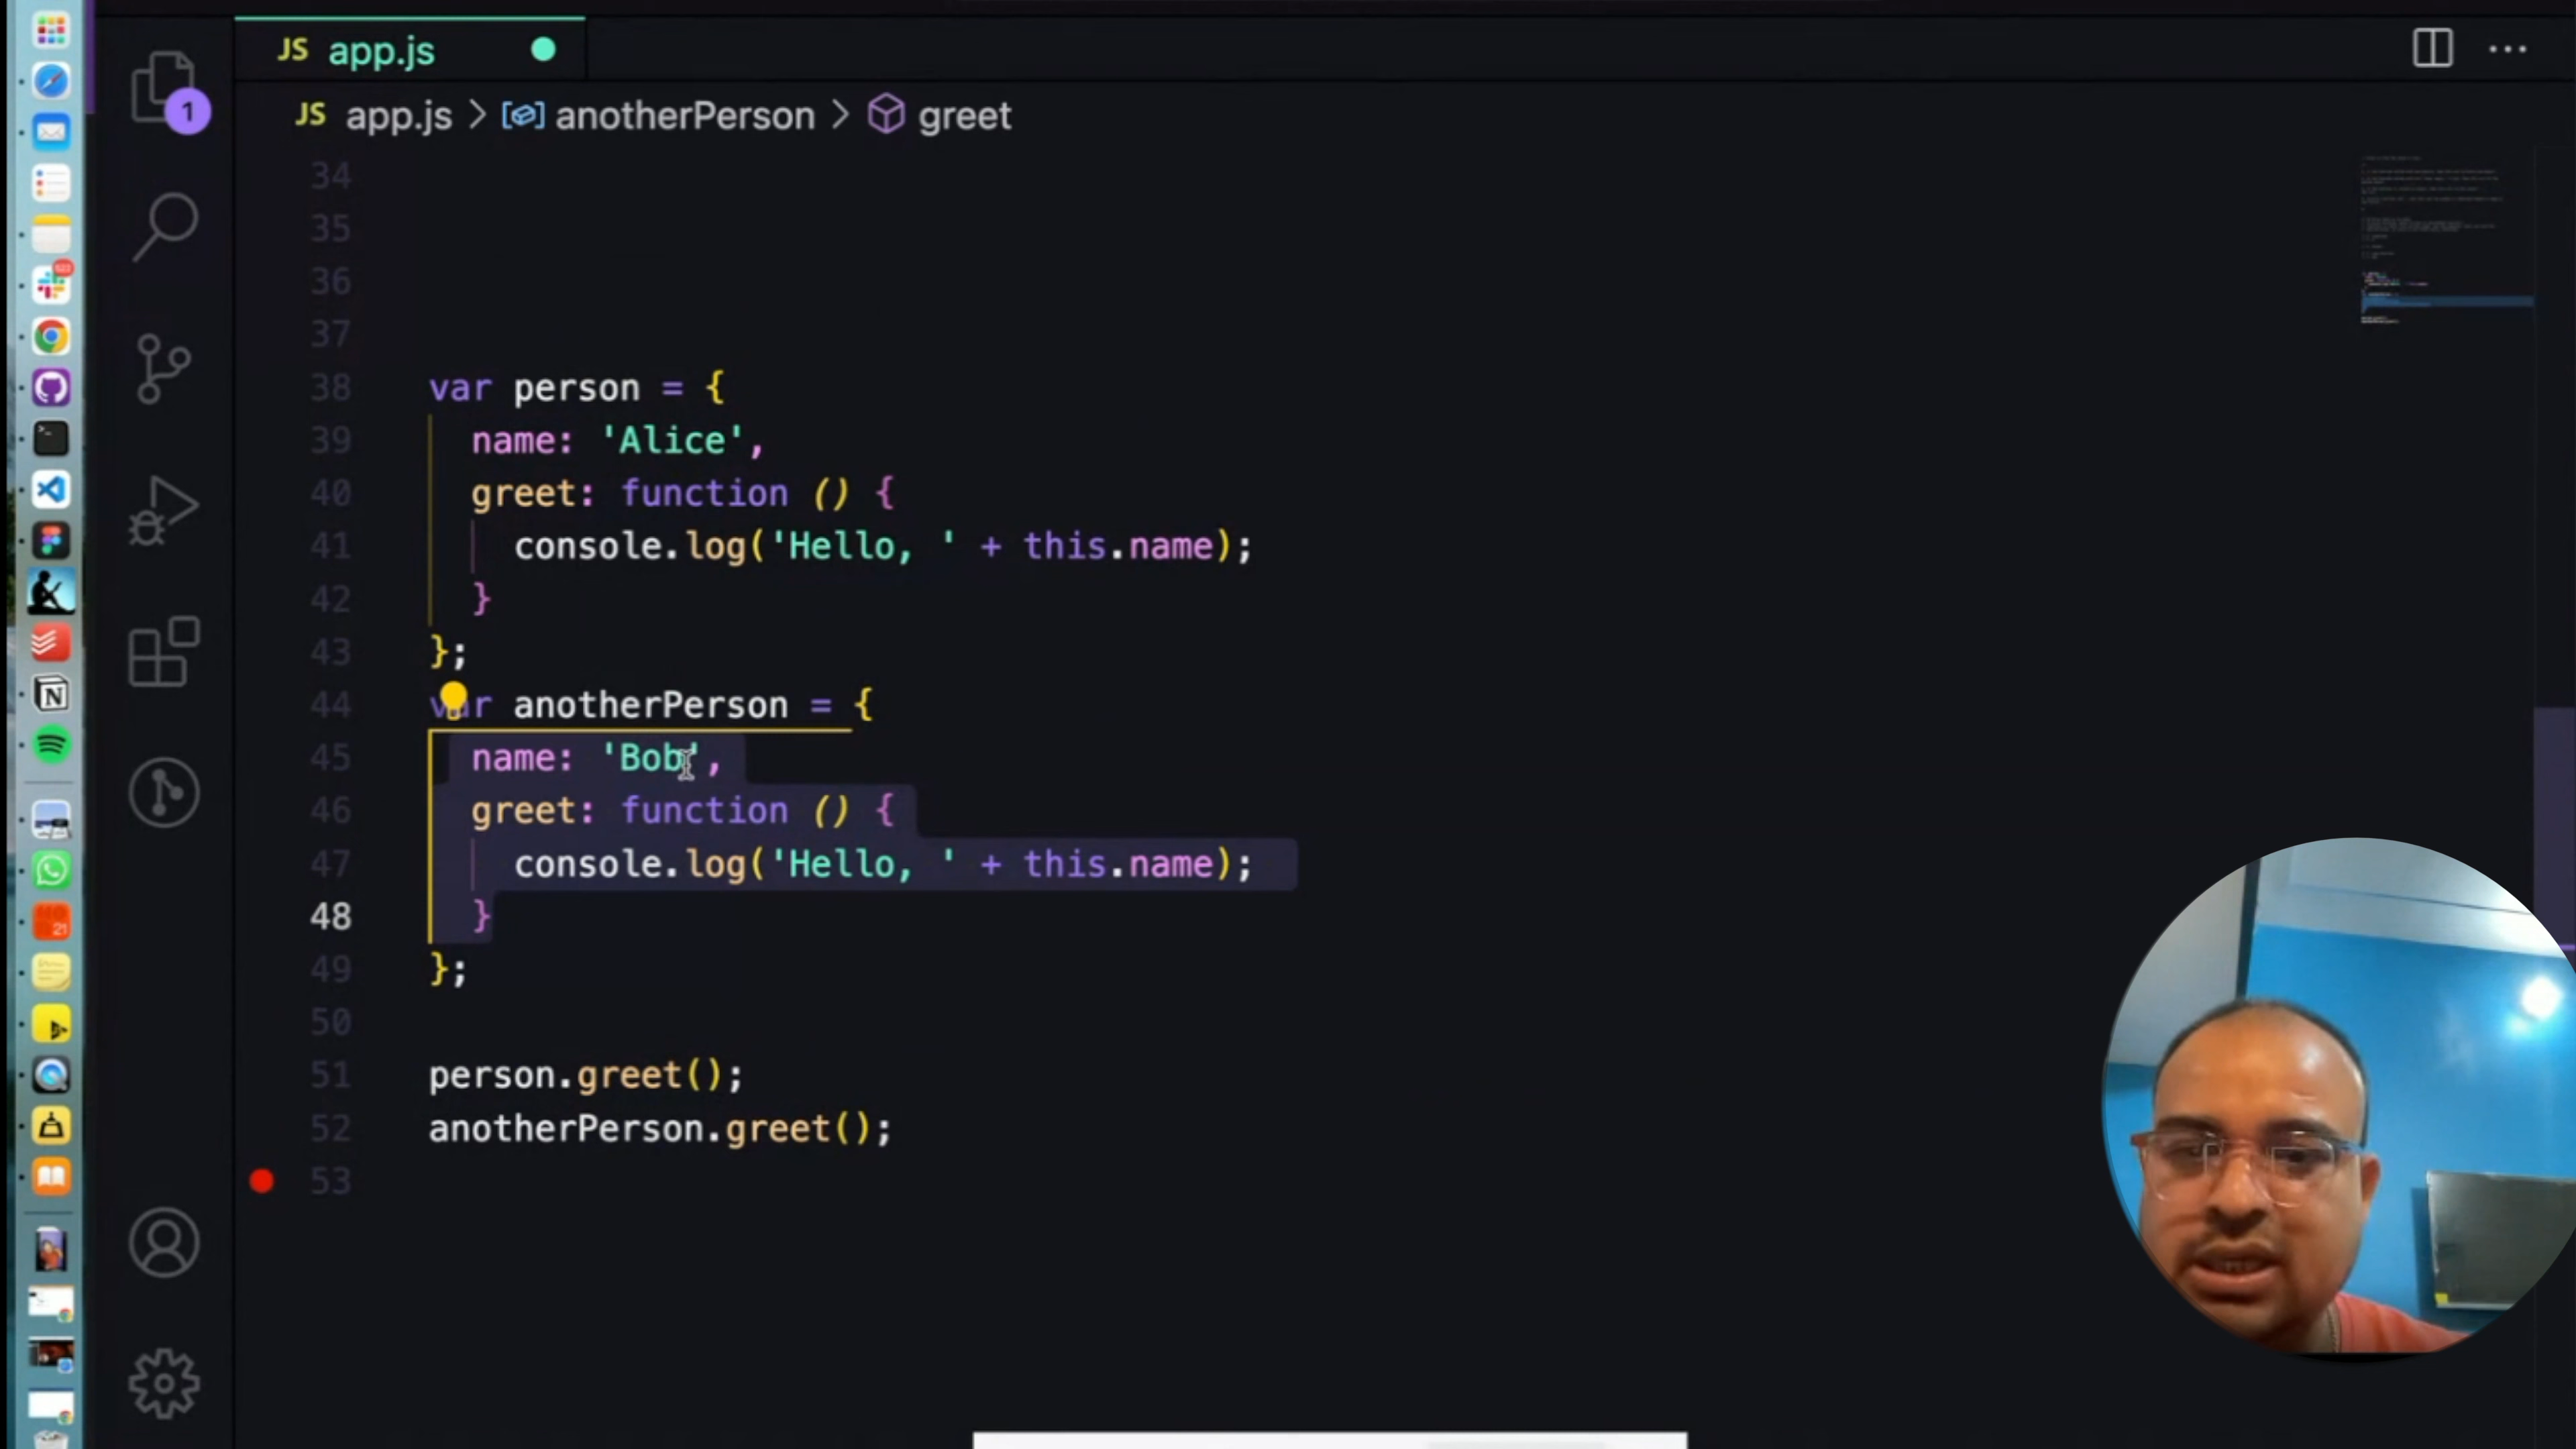 JS app.js
JS app.js > anotherPerson > greet
1
34
35
36
37
38 var person = {
39 name: 'Alice',
40 greet: function () {
41 console.log('Hello, ' + this.name);
42 }
43 };
44 var anotherPerson = {
45 name: 'Bob',
46 greet: function () {
47 console.log('Hello, ' + this.name);
48 }
49 };
50
51 person.greet();
52 anotherPerson.greet();
53
21